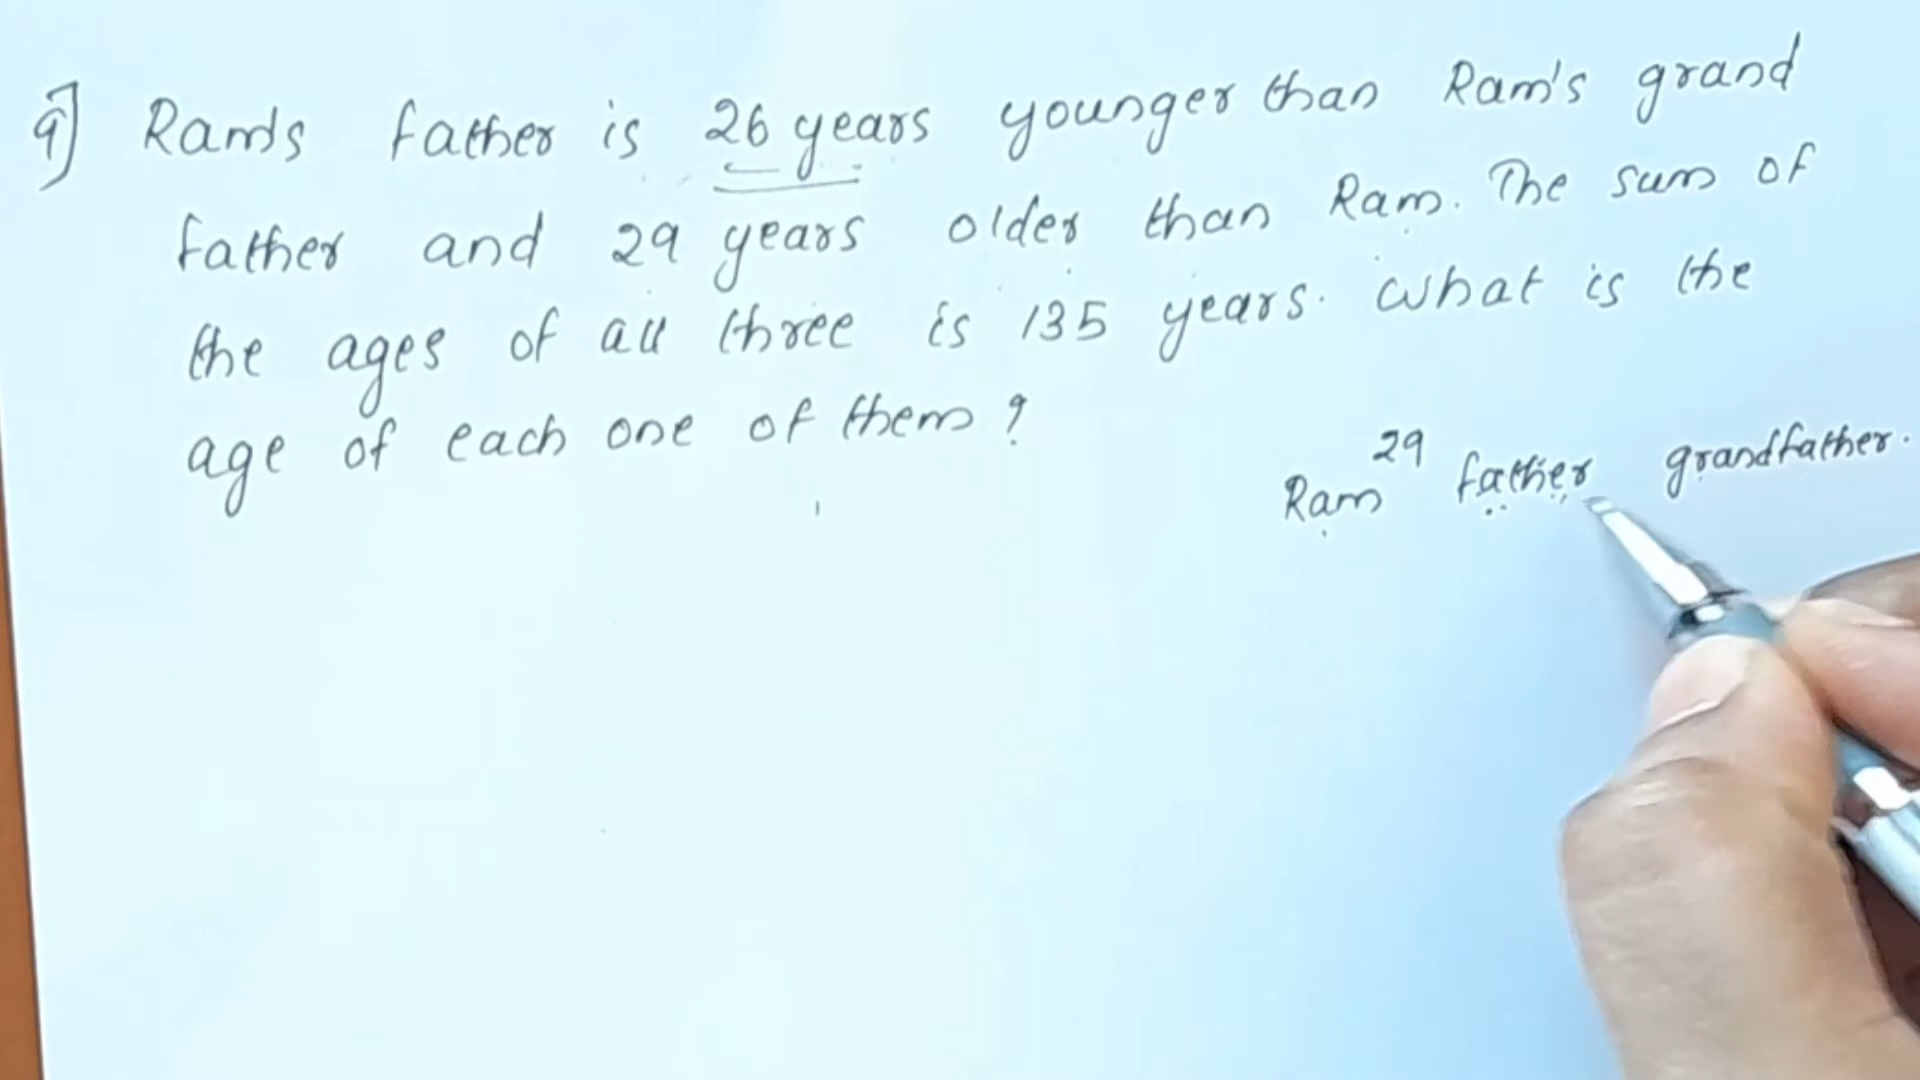 9] Ram's father is 26 years younger than Ram's grand
father and 29 years older than Ram. The sum of
the ages of all three is 135 years. What is the
age of each one of them?
Ram 29 father grandfather.